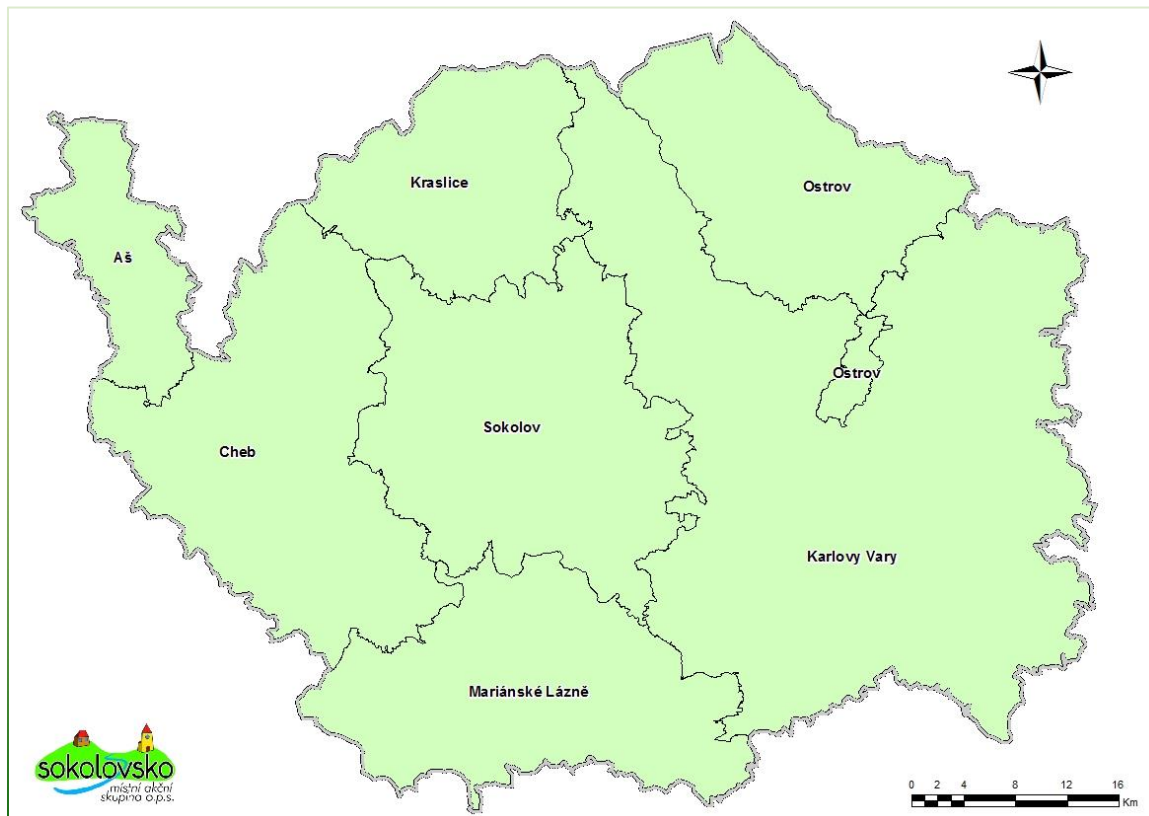 Kraslice
Ostrov
Aš
Ostrov
Sokolov
Cheb
Karlovy Vary
Mariánské Lázně
sokolovsko
místní akční
skupina o.p.s.
0 2 4 8 12 16
Km